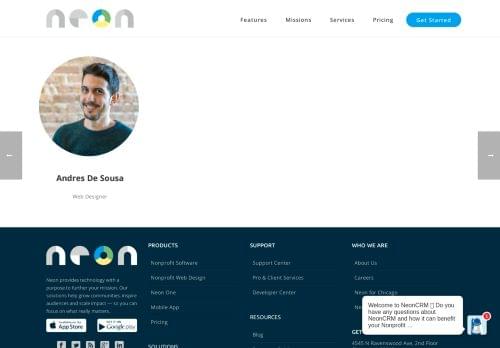 neon
Features Missions Services Pricing Get Started
←
→
Andres De Sousa
Web Designer
neon
Neon provides technology with a
purpose to further your mission. Our
solutions help grow communities, inspire
audiences and scale impact — so you
can focus on what really matters.
App Store
Google play
PRODUCTS
Nonprofit Software
Nonprofit Web Design
Neon One
Mobile App
Pricing
SOLUTIONS
SUPPORT
Support Center
Pro & Client Services
Developer Center
RESOURCES
Blog
WHO WE ARE
About Us
Careers
Neon for Chicago
Welcome to NeonCRM Do you
have any questions about
NeonCRM and how it can benefit
your Nonprofit ...
1
4545 N Ravenswood Ave, 2nd Floor